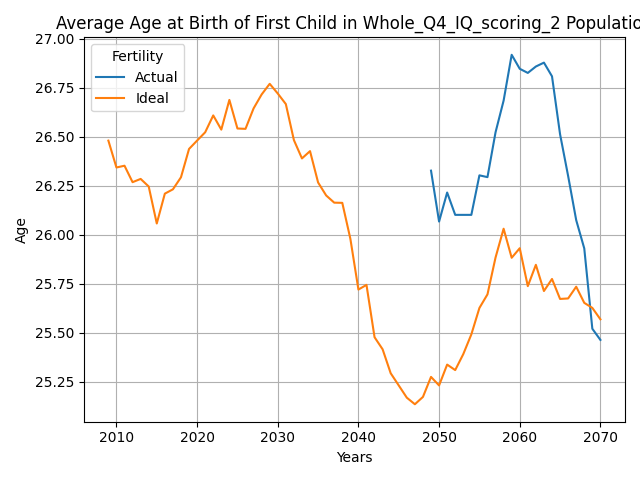 Average Age at Birth of First Child in Whole_Q4_IQ_scoring_2 Populatio
27.00
26.75
26.50
26.25
26.00
25.75
25.50
25.25
Age
Fertility
Actual
Ideal
2010 2020 2030 2040 2050 2060 2070
Years